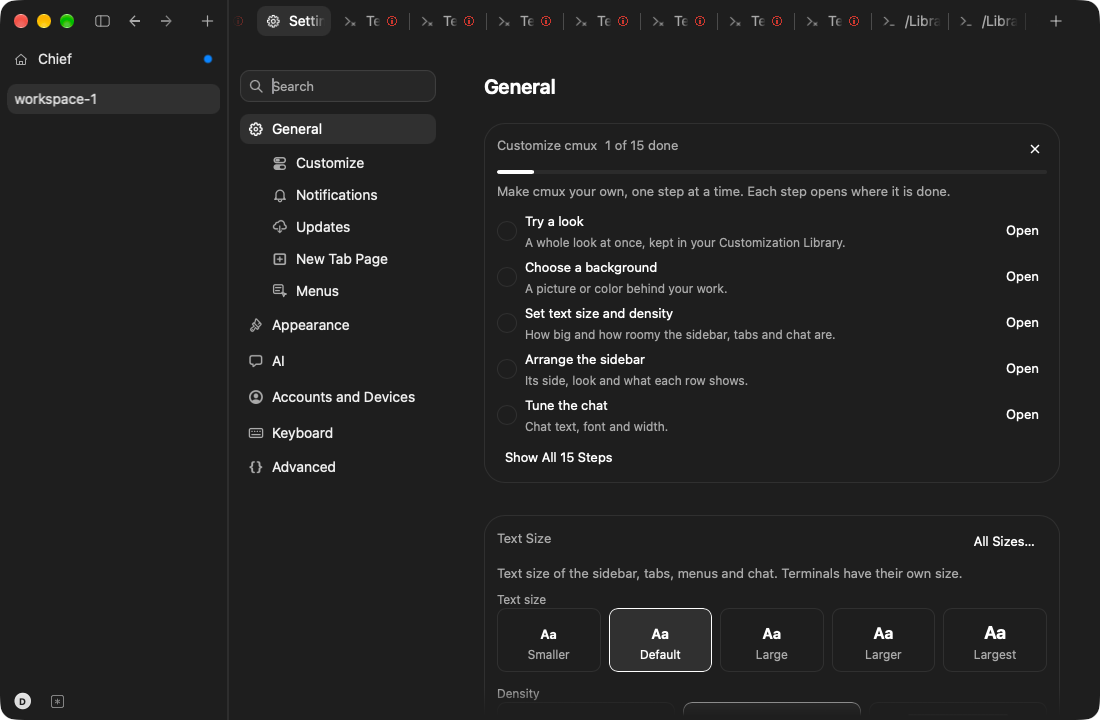 Settin
Te
Te
Te
Te
Te
Te
Te
/Libra
/Libra
Chief
workspace-1
Search
General
Customize
Notifications
Updates
New Tab Page
Menus
Appearance
AI
Accounts and Devices
Keyboard
Advanced
General
Customize cmux 1 of 15 done
Make cmux your own, one step at a time. Each step opens where it is done.
Try a look
A whole look at once, kept in your Customization Library.
Open
Choose a background
A picture or color behind your work.
Open
Set text size and density
How big and how roomy the sidebar, tabs and chat are.
Open
Arrange the sidebar
Its side, look and what each row shows.
Open
Tune the chat
Chat text, font and width.
Open
Show All 15 Steps
Text Size
All Sizes...
Text size of the sidebar, tabs, menus and chat. Terminals have their own size.
Text size
Aa
Smaller
Aa
Default
Aa
Large
Aa
Larger
Aa
Largest
Density
D